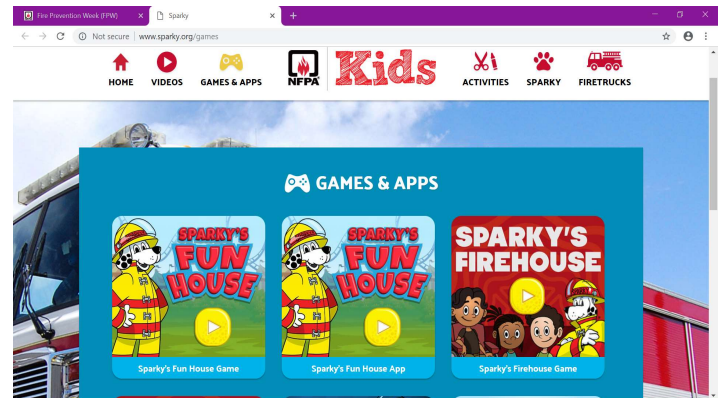 Fire Prevention Week (FPW)
Sparky
Not secure | www.sparky.org/games
HOME
VIDEOS
GAMES & APPS
NFPA
Kids
ACTIVITIES
SPARKY
FIRETRUCKS
GAMES & APPS
SPARKY'S
FUN
HOUSE
Sparky's Fun House Game
SPARKY'S
FUN
HOUSE
Sparky's Fun House App
SPARKY'S
FIREHOUSE
Sparky's Firehouse Game